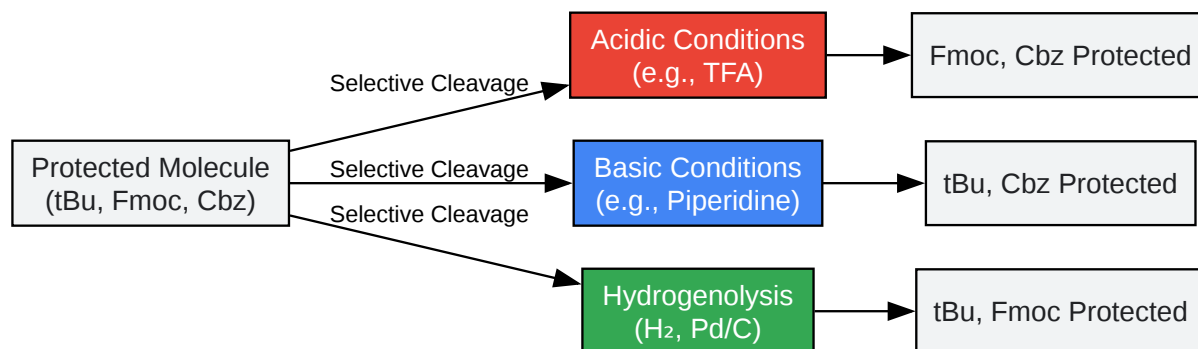 Protected Molecule
(tBu, Fmoc, Cbz)
Selective Cleavage
Acidic Conditions
(e.g., TFA)
Fmoc, Cbz Protected
Selective Cleavage
Basic Conditions
(e.g., Piperidine)
tBu, Cbz Protected
Selective Cleavage
Hydrogenolysis
(H₂, Pd/C)
tBu, Fmoc Protected